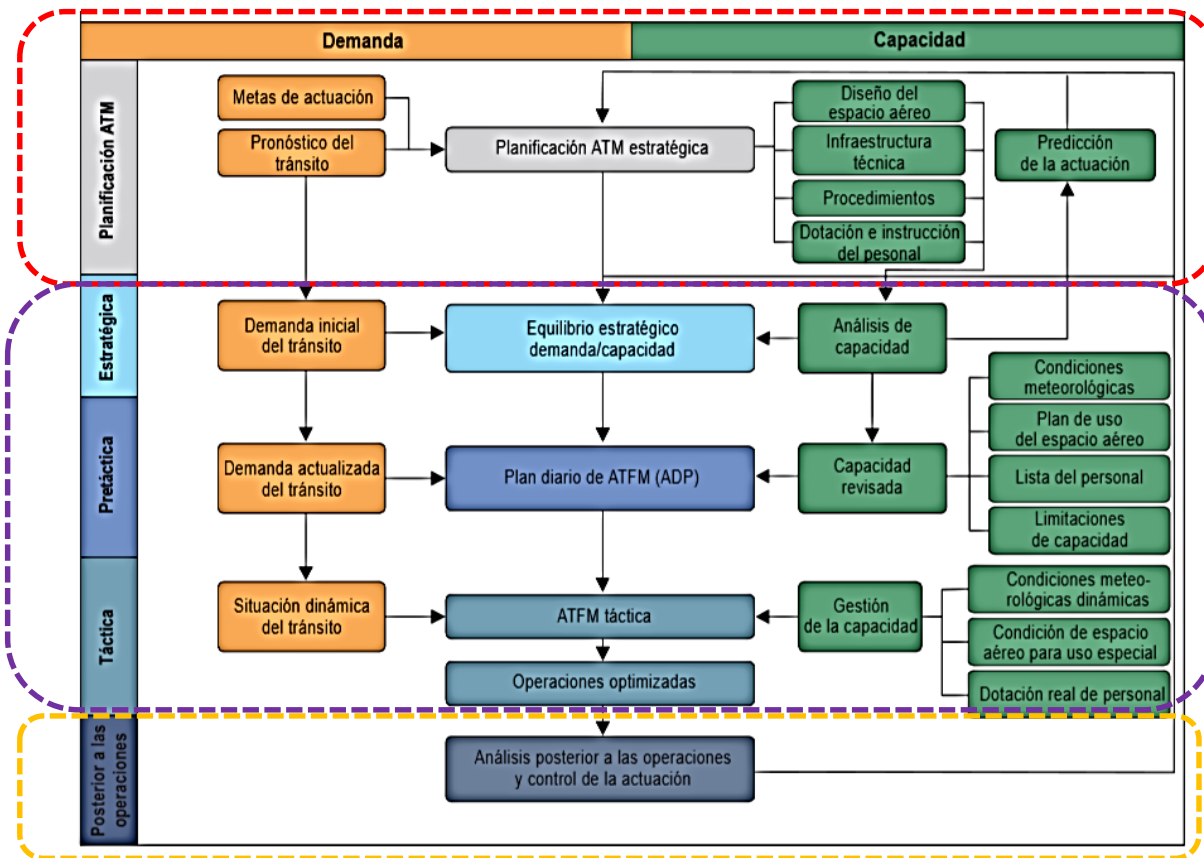 Demanda
Capacidad
Planificación ATM
Metas de actuación
Pronóstico del
tránsito
Planificación ATM estratégica
Diseño del
espacio aéreo
Infraestructura
técnica
Procedimientos
Dotación e instrucción
del pesonal
Predicción
de la actuación
Estratégica
Demanda inicial
del tránsito
Equilibrio estratégico
demanda/capacidad
Análisis de
capacidad
Condiciones
meteorológicas
Plan de uso
del espacio aéreo
Lista del personal
Limitaciones
de capacidad
Pretáctica
Demanda actualizada
del tránsito
Plan diario de ATFM (ADP)
Capacidad
revisada
Táctica
Situación dinámica
del tránsito
ATFM táctica
Gestión
de la capacidad
Condiciones meteo-
rológicas dinámicas
Condición de espacio
aéreo para uso especial
Dotación real de personal
Operaciones optimizadas
Posterior a las
operaciones
Análisis posterior a las operaciones
y control de la actuación